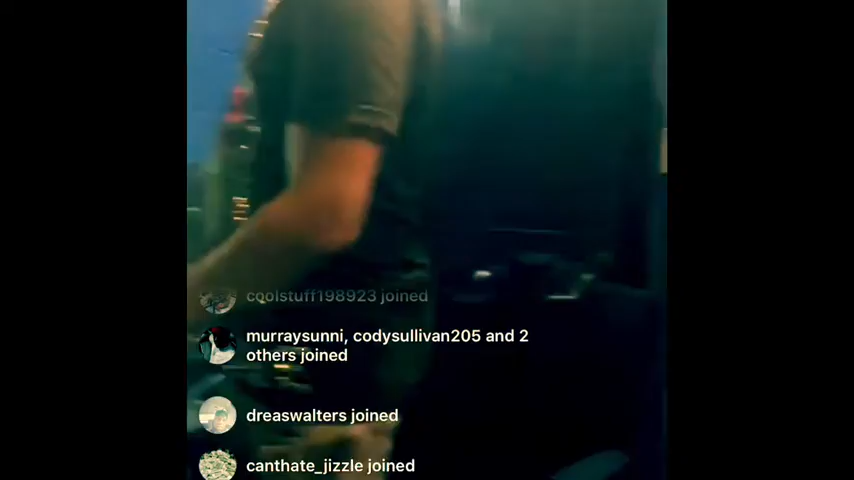 coolstuff198923 joined
murraysunni, codysullivan205 and 2
others joined
dreaswalters joined
canthate_jizzle joined